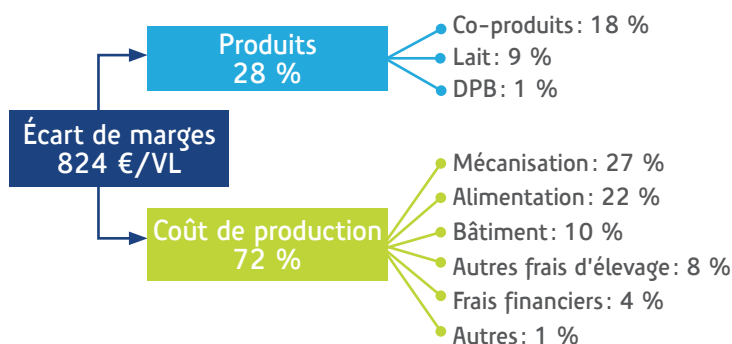 Écart de marges
824 €/VL
Produits
28 %
Co-produits: 18 %
Lait: 9 %
DPB: 1 %
Coût de production
72 %
Mécanisation: 27 %
Alimentation: 22 %
Bâtiment: 10 %
Autres frais d'élevage: 8 %
Frais financiers: 4 %
Autres: 1 %